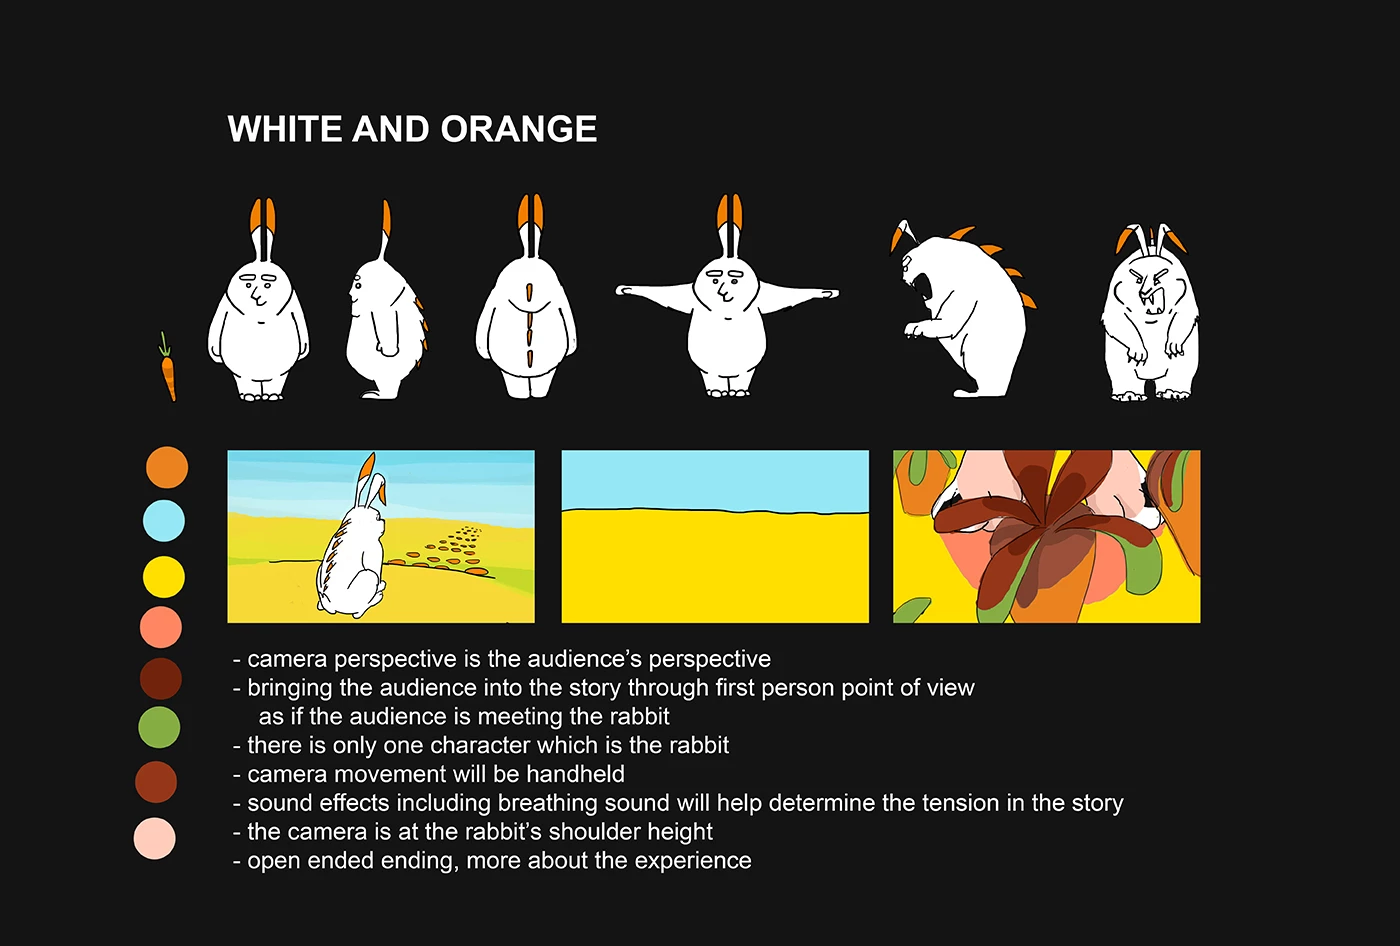 WHITE AND ORANGE
- camera perspective is the audience’s perspective
- bringing the audience into the story through first person point of view
as if the audience is meeting the rabbit
- there is only one character which is the rabbit
- camera movement will be handheld
- sound effects including breathing sound will help determine the tension in the story
- the camera is at the rabbit’s shoulder height
- open ended ending, more about the experience